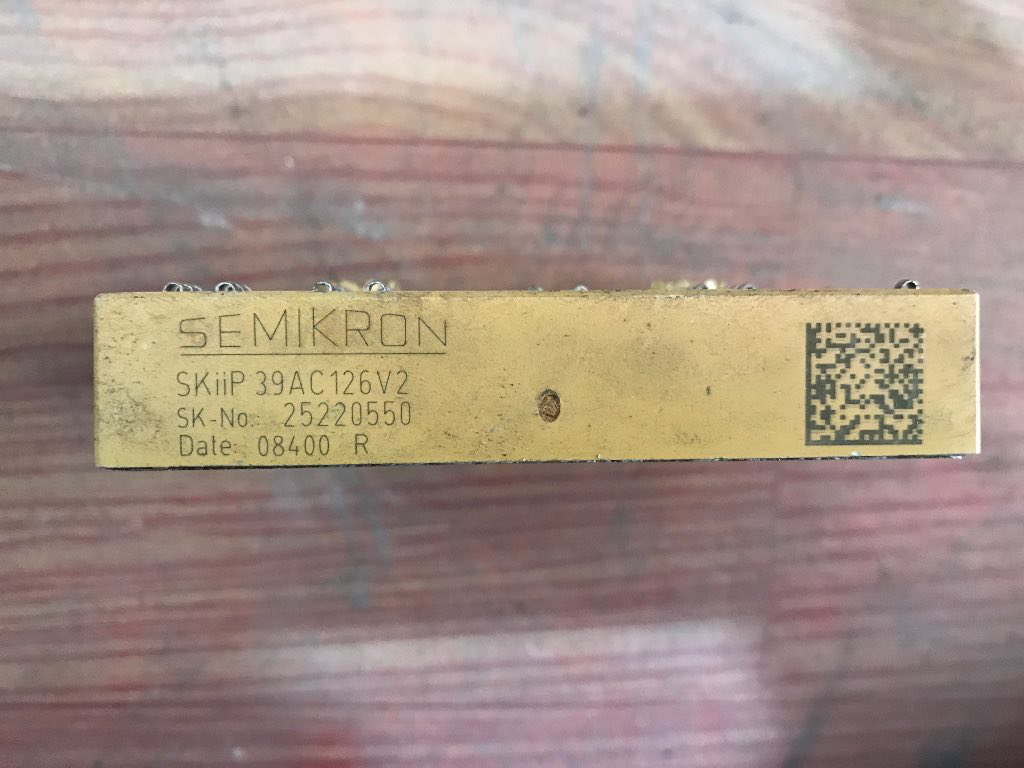 SEMIKRON
SKiiP 39AC126V2
SK-No. 25220550
Date: 08400 R